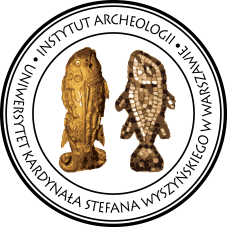 • INSTYTUT ARCHEOLOGII •
UNIWERSYTET KARDYNAŁA STEFANA WYSZYŃSKIEGO W WARSZAWIE